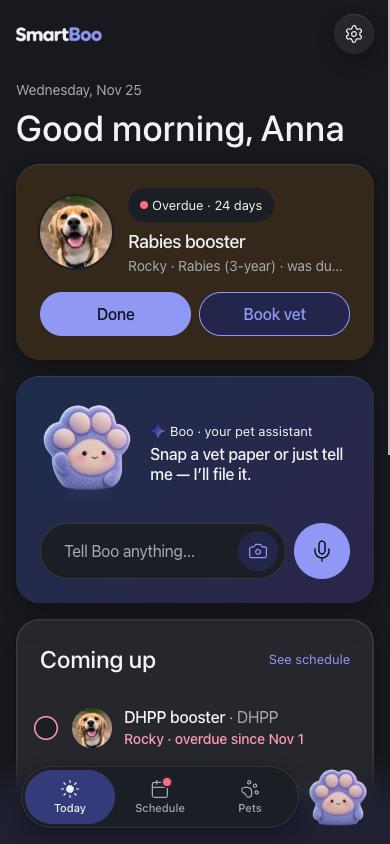 SmartBoo
Wednesday, Nov 25
Good morning, Anna
Overdue · 24 days
Rabies booster
Rocky · Rabies (3-year) · was du...
Done
Book vet
Boo · your pet assistant
Snap a vet paper or just tell
me — I'll file it.
Tell Boo anything...
Coming up
See schedule
DHPP booster · DHPP
Rocky · overdue since Nov 1
Today
Schedule
Pets